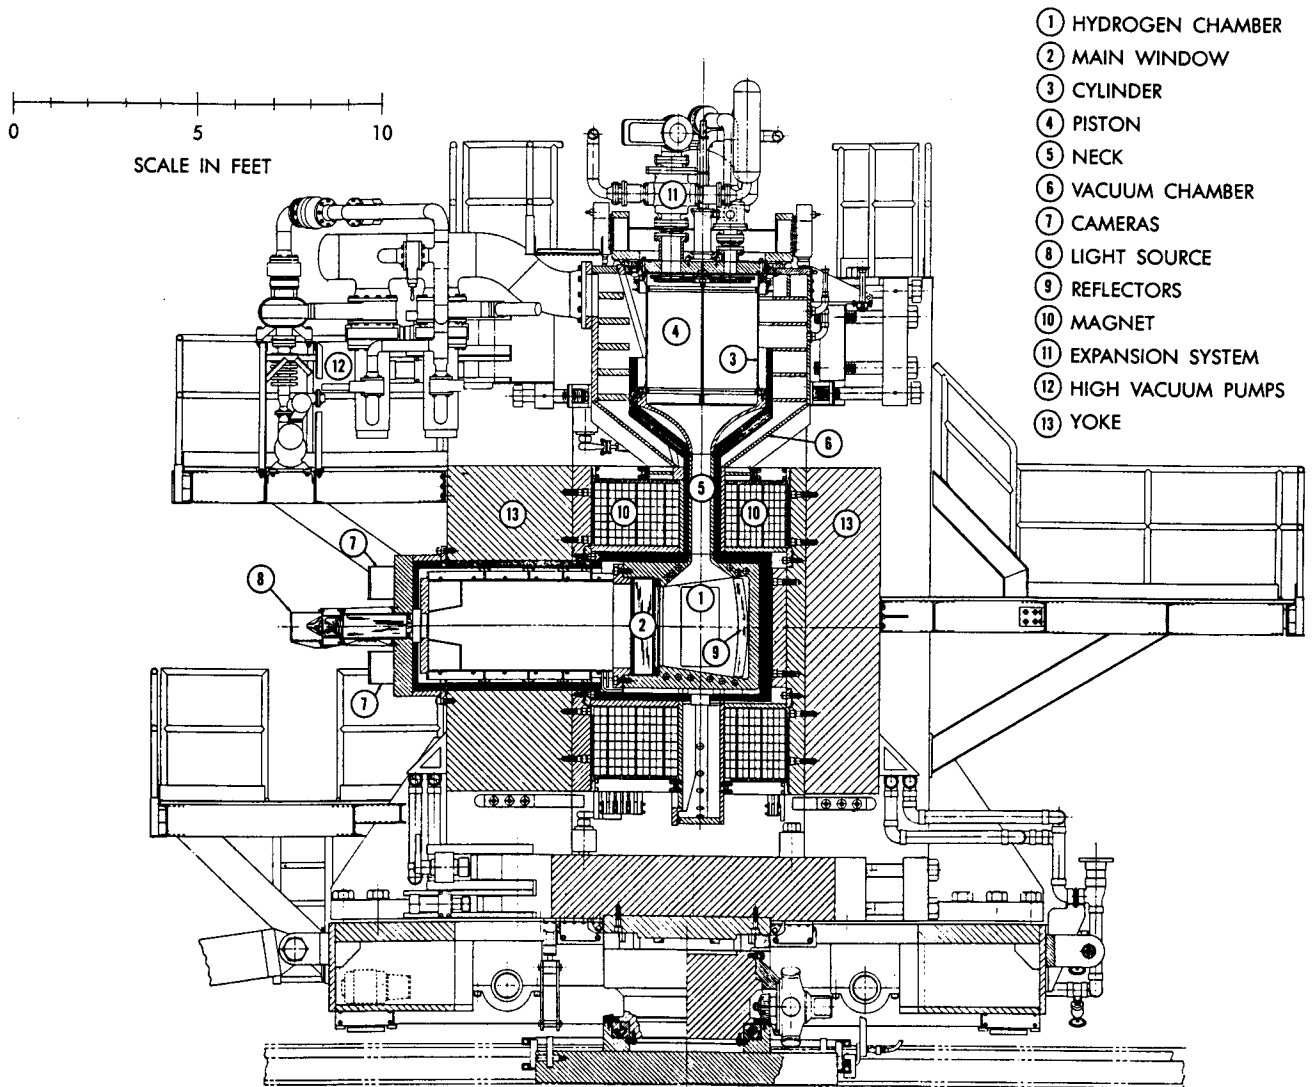 1 HYDROGEN CHAMBER
2 MAIN WINDOW
3 CYLINDER
4 PISTON
5 NECK
6 VACUUM CHAMBER
7 CAMERAS
8 LIGHT SOURCE
9 REFLECTORS
10 MAGNET
11 EXPANSION SYSTEM
12 HIGH VACUUM PUMPS
13 YOKE
0 5 10
SCALE IN FEET
11
4
3
12
6
5
10
10
13
13
7
8
1
2
9
7